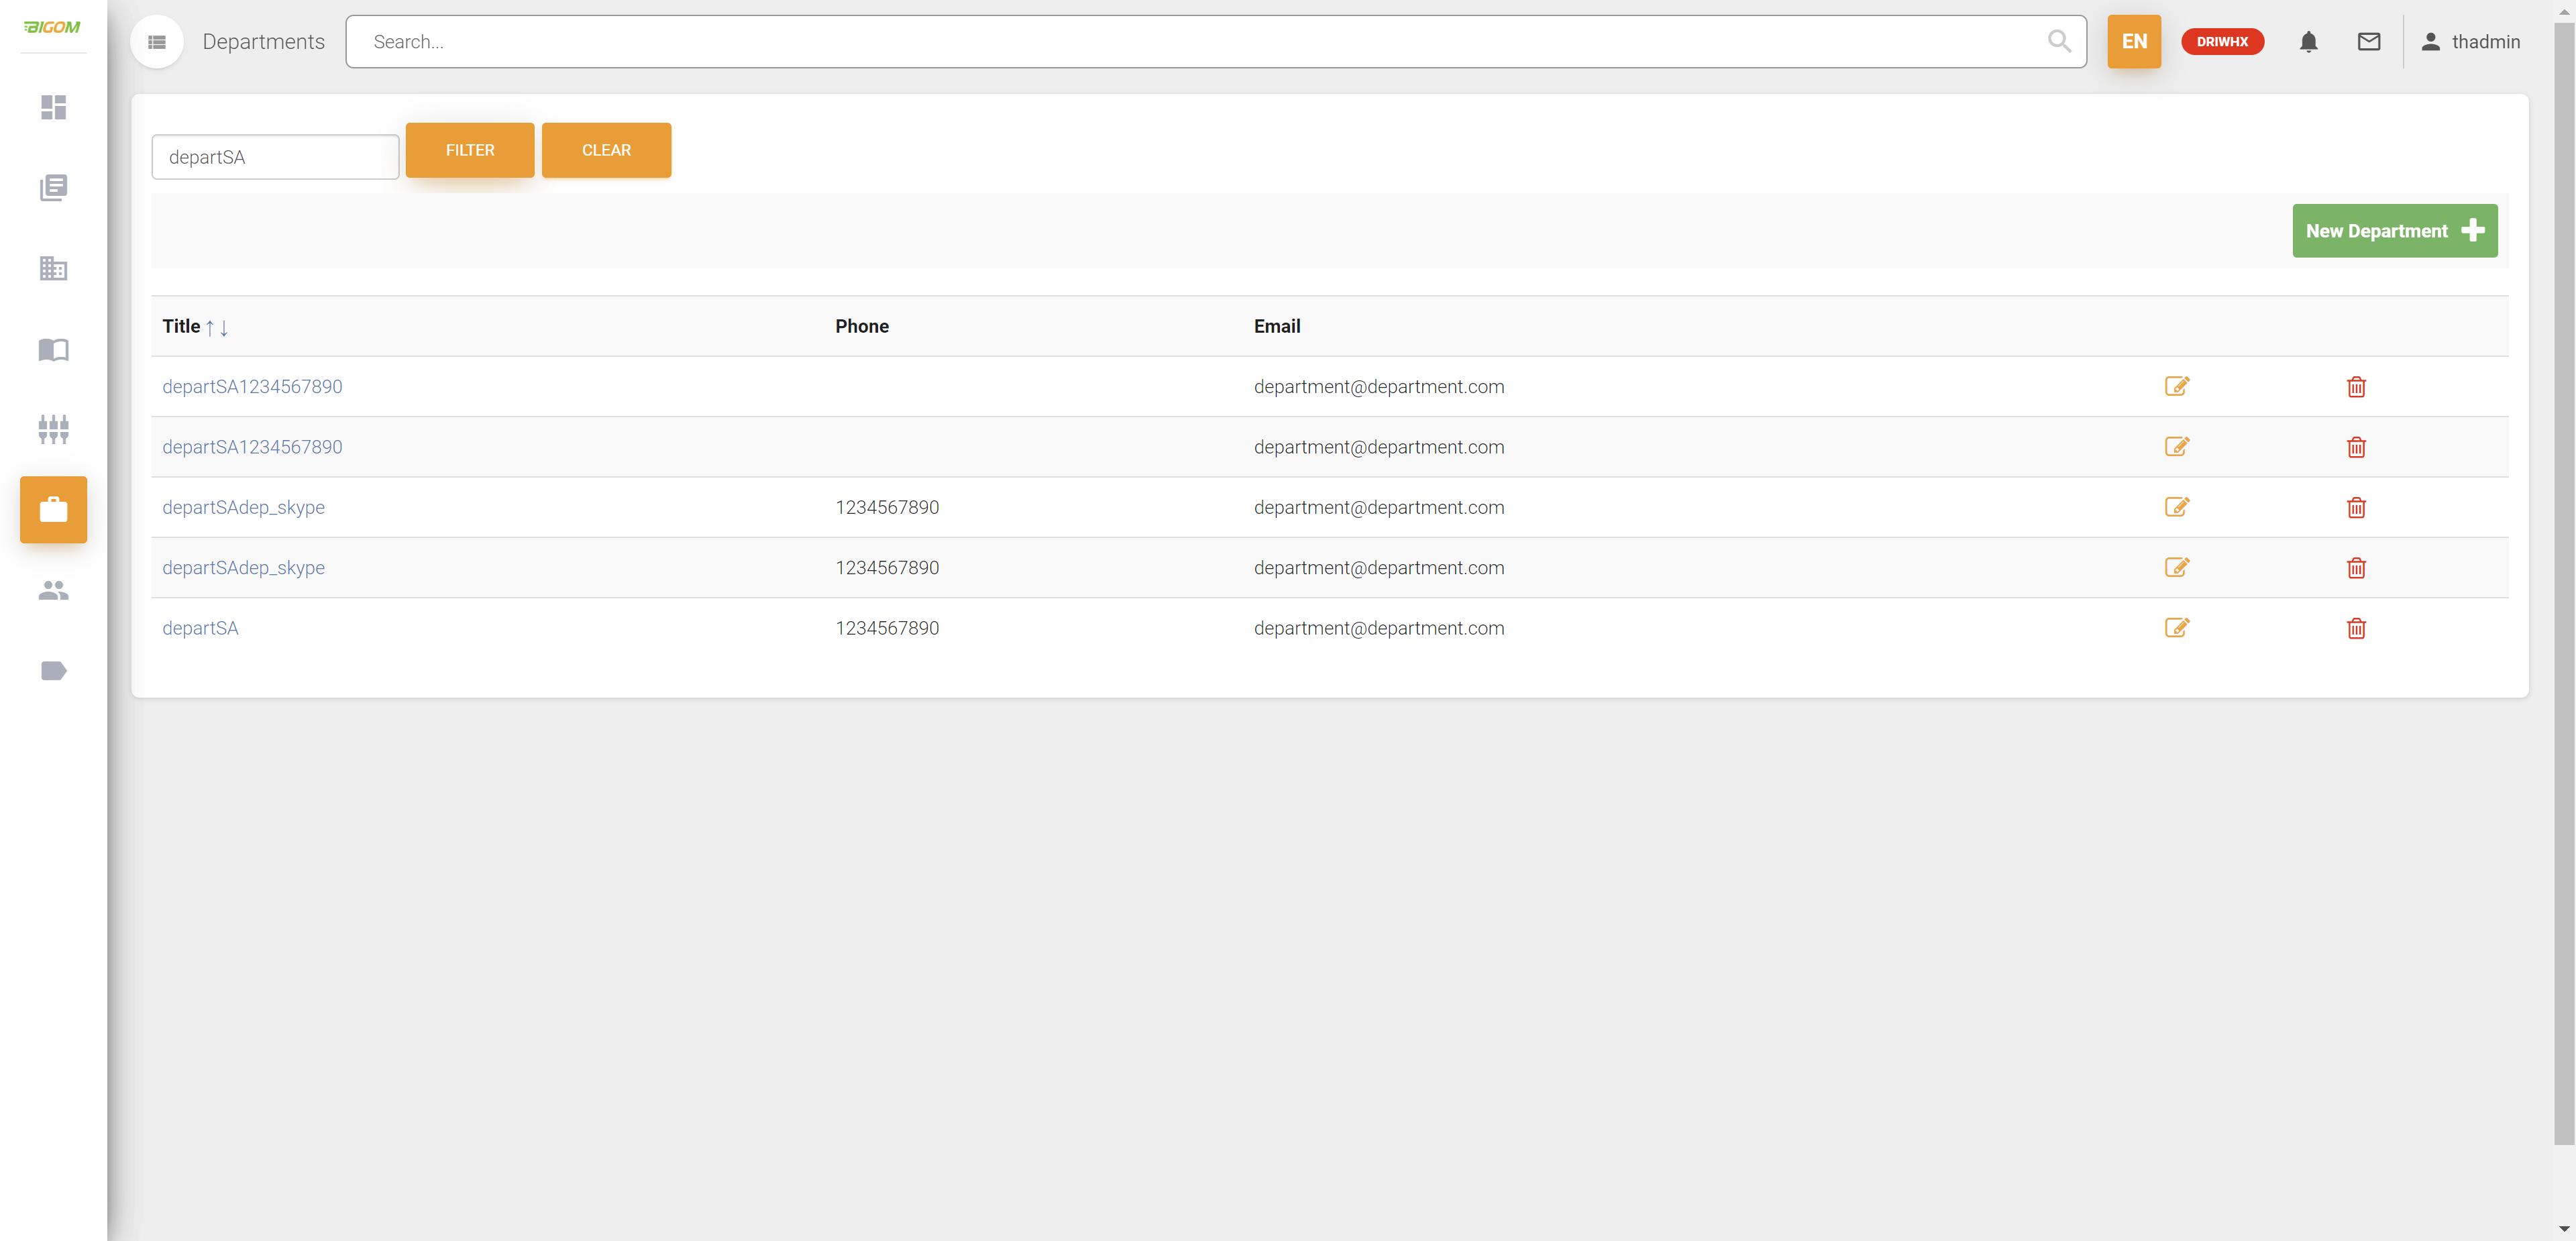 BIGOM
Departments
Search...
EN
DRIWHX
thadmin
departSA
FILTER
CLEAR
New Department
Title Phone Email
departSA1234567890 department@department.com
departSA1234567890 department@department.com
departSAdep_skype 1234567890 department@department.com
departSAdep_skype 1234567890 department@department.com
departSA 1234567890 department@department.com